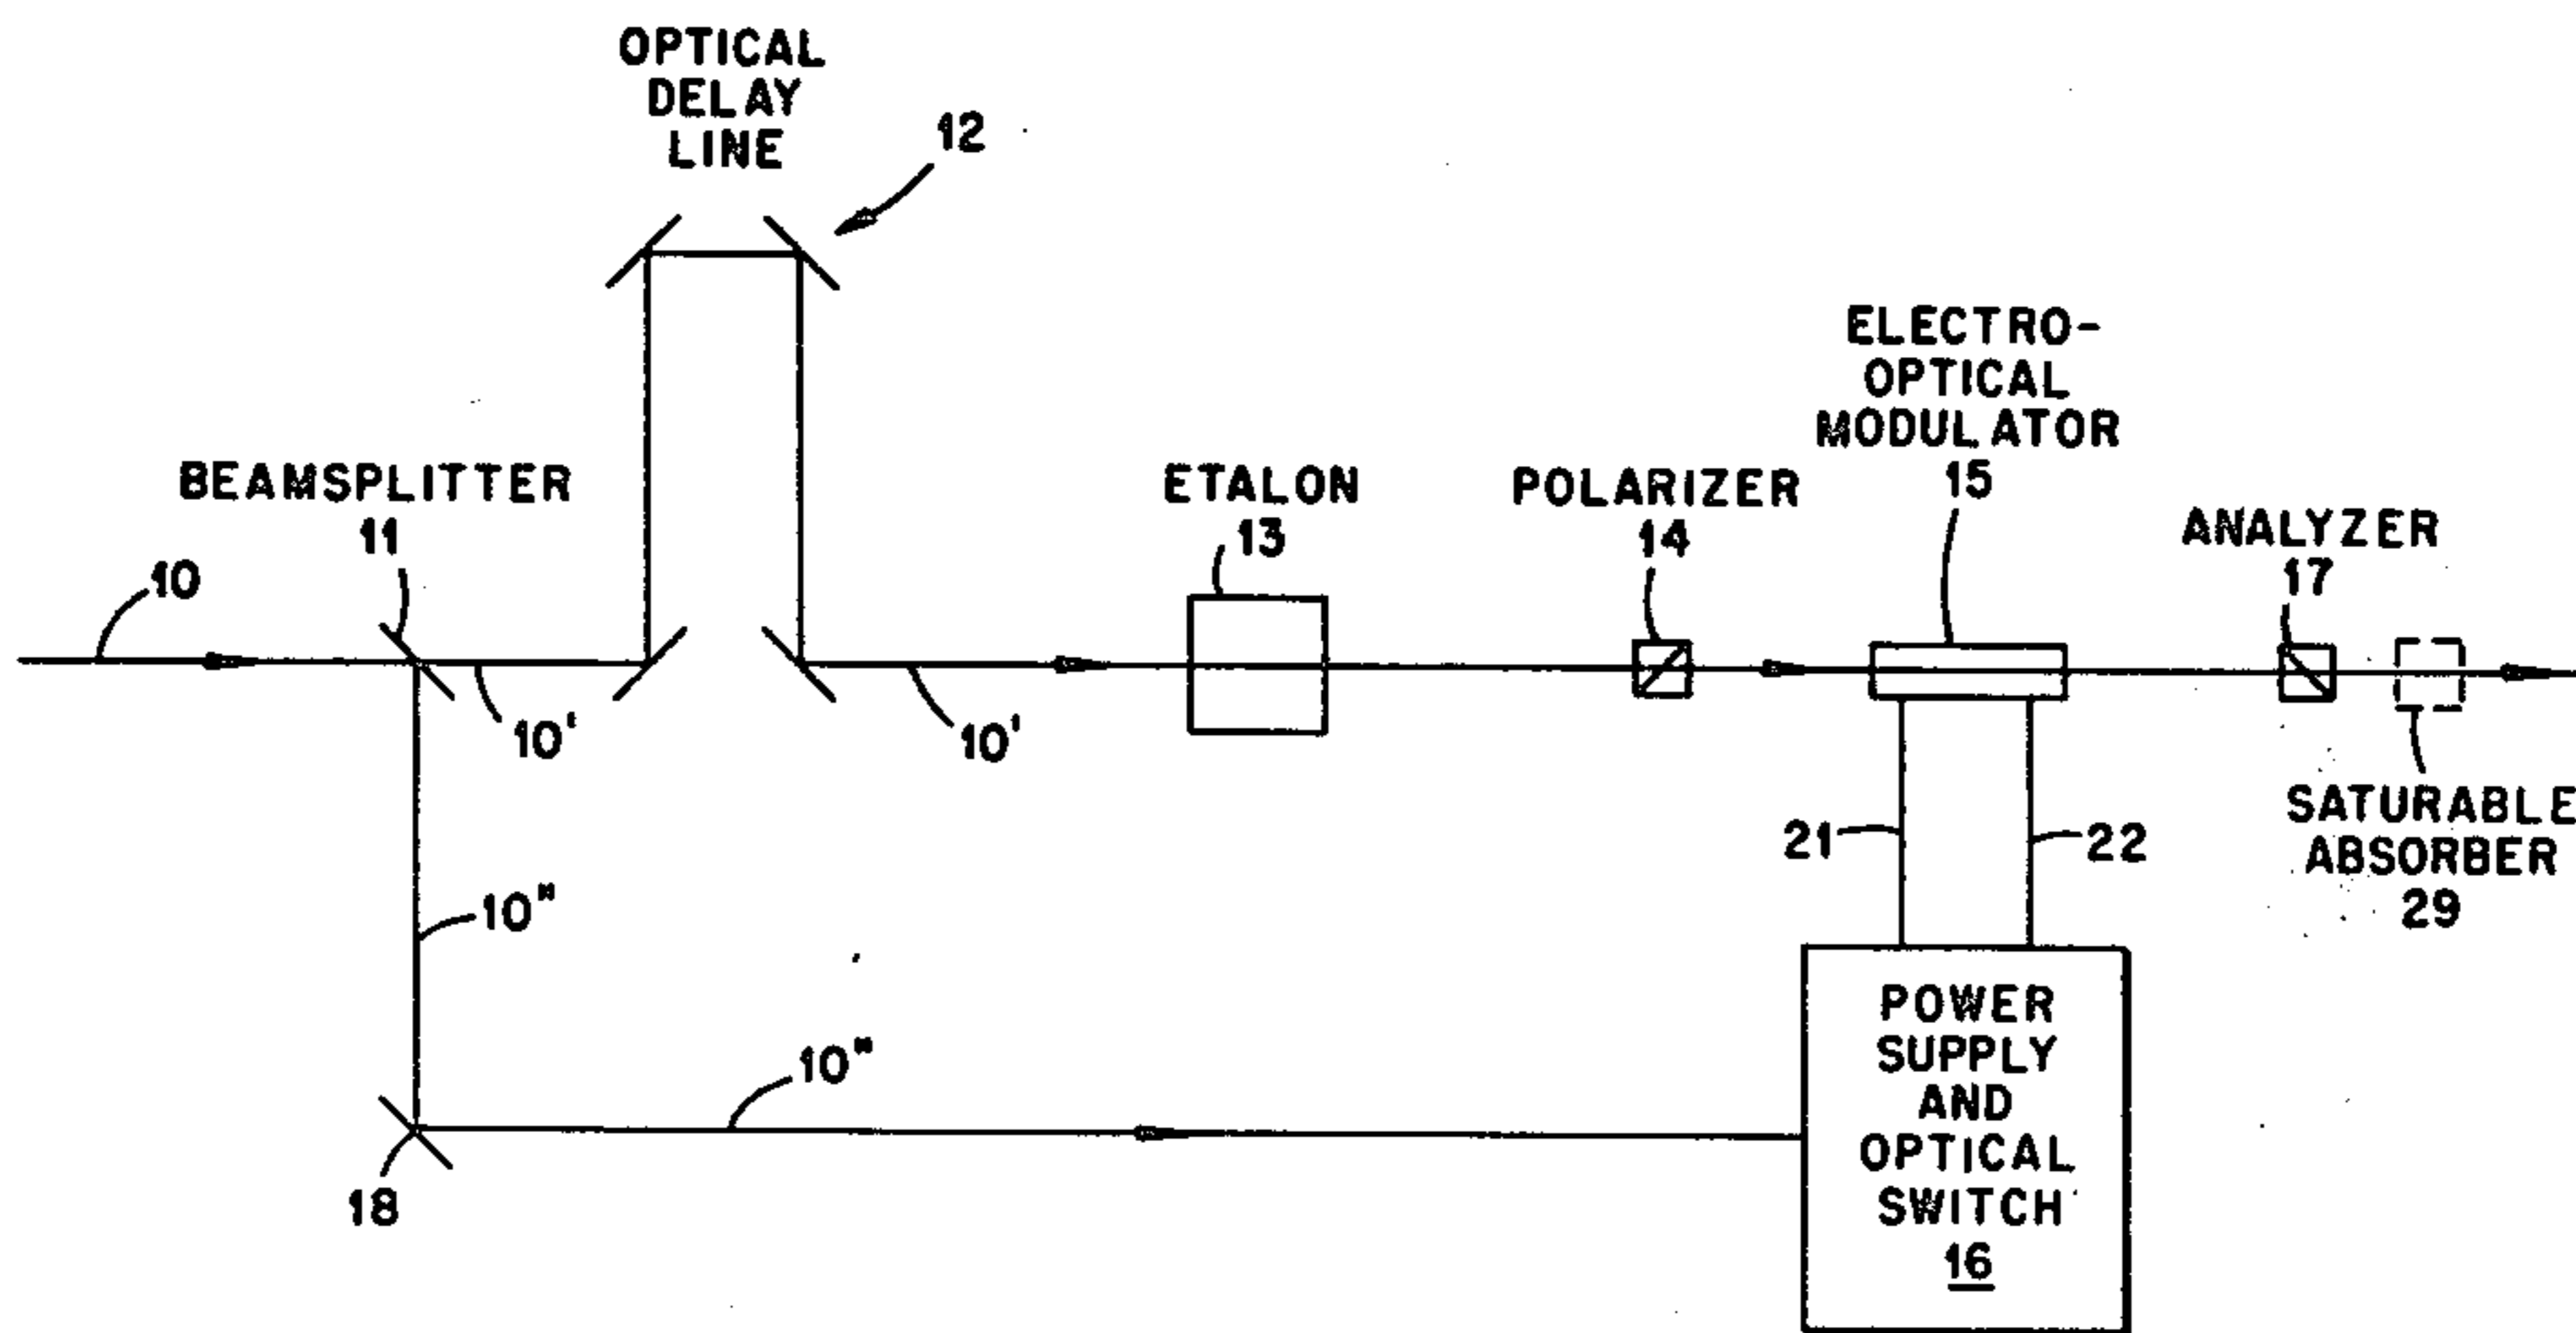 OPTICAL
DELAY
LINE
12
ELECTRO-
OPTICAL
MODULATOR
15
BEAMSPLITTER
11
ETALON
13
POLARIZER
14
ANALYZER
17
10
10'
10'
21
22
SATURABLE
ABSORBER
29
10"
10"
18
POWER
SUPPLY
AND
OPTICAL
SWITCH
16